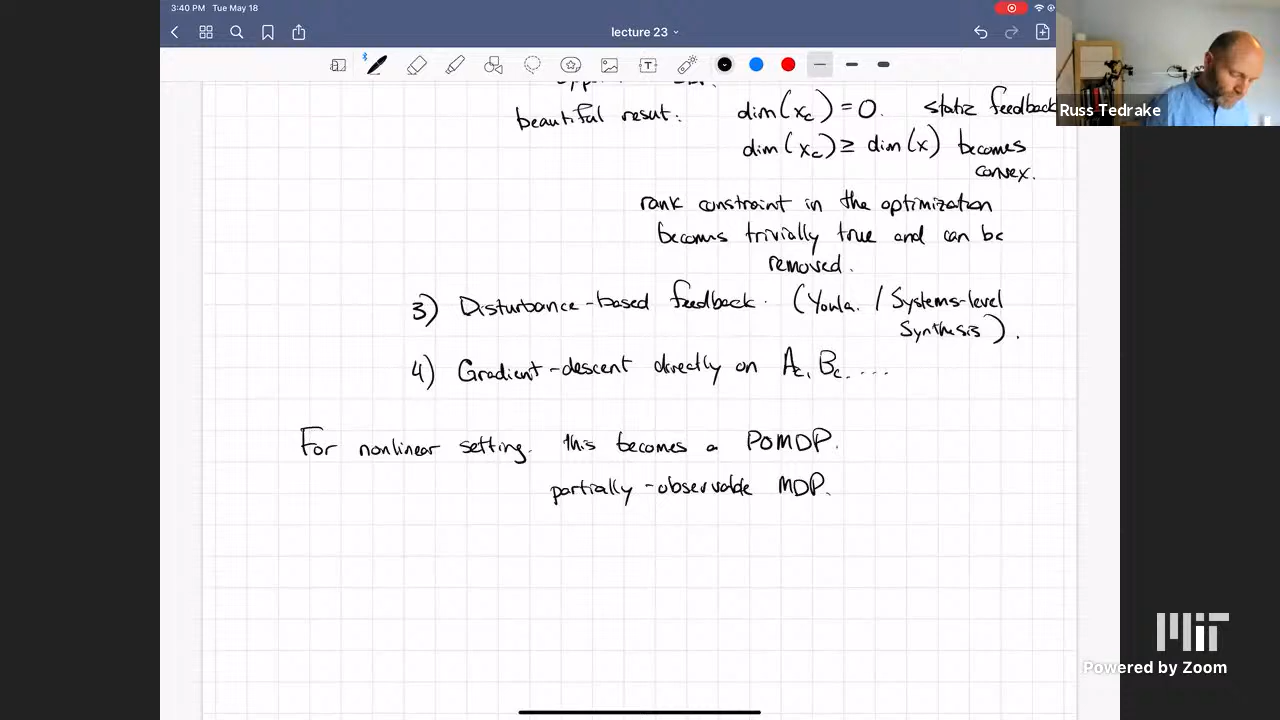 3:40 PM Tue May 18
lecture 23
beautiful result: dim(xc) = 0. static feedback
dim(xc) ≥ dim(x) becomes
convex.
rank constraint in the optimization
becomes trivially true and can be
removed.
3) Disturbance-based feedback. (Youla. / Systems-level
Synthesis).
4) Gradient-descent directly on Ac, Bc, ....
For nonlinear setting. this becomes a POMDP.
partially-observable MDP.
Russ Tedrake
MIT
Powered by Zoom